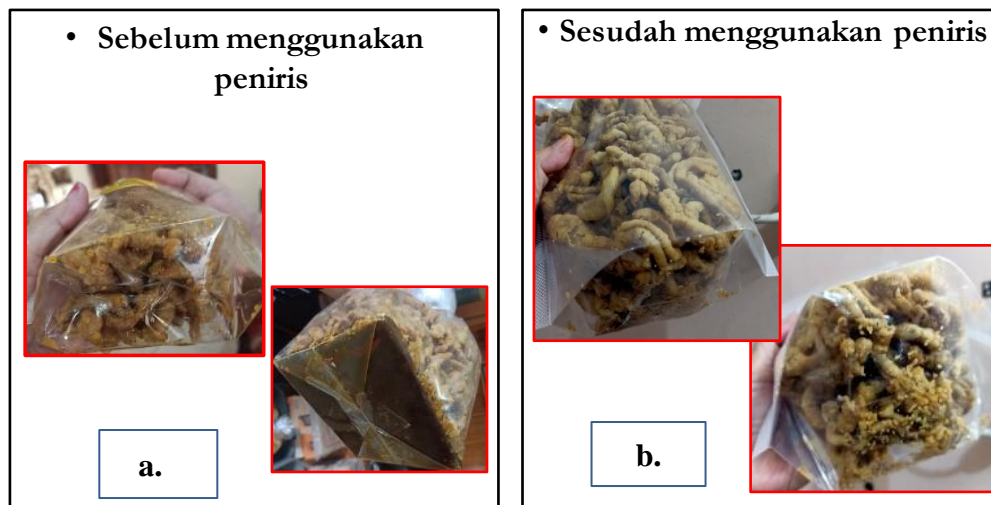 • Sebelum menggunakan
peniris
a.
• Sesudah menggunakan peniris
b.